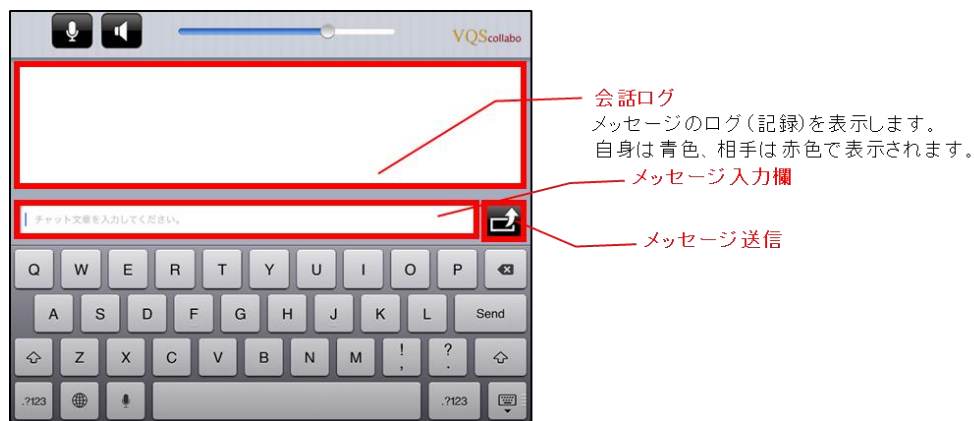 VQScollabo
会話ログ
メッセージのログ(記録)を表示します。
自身は青色、相手は赤色で表示されます。
メッセージ入力欄
チャット文章を入力してください。
メッセージ送信
Q W E R T Y U I O P
A S D F G H J K L Send
Z X C V B N M ! , ? .
.?123 .?123